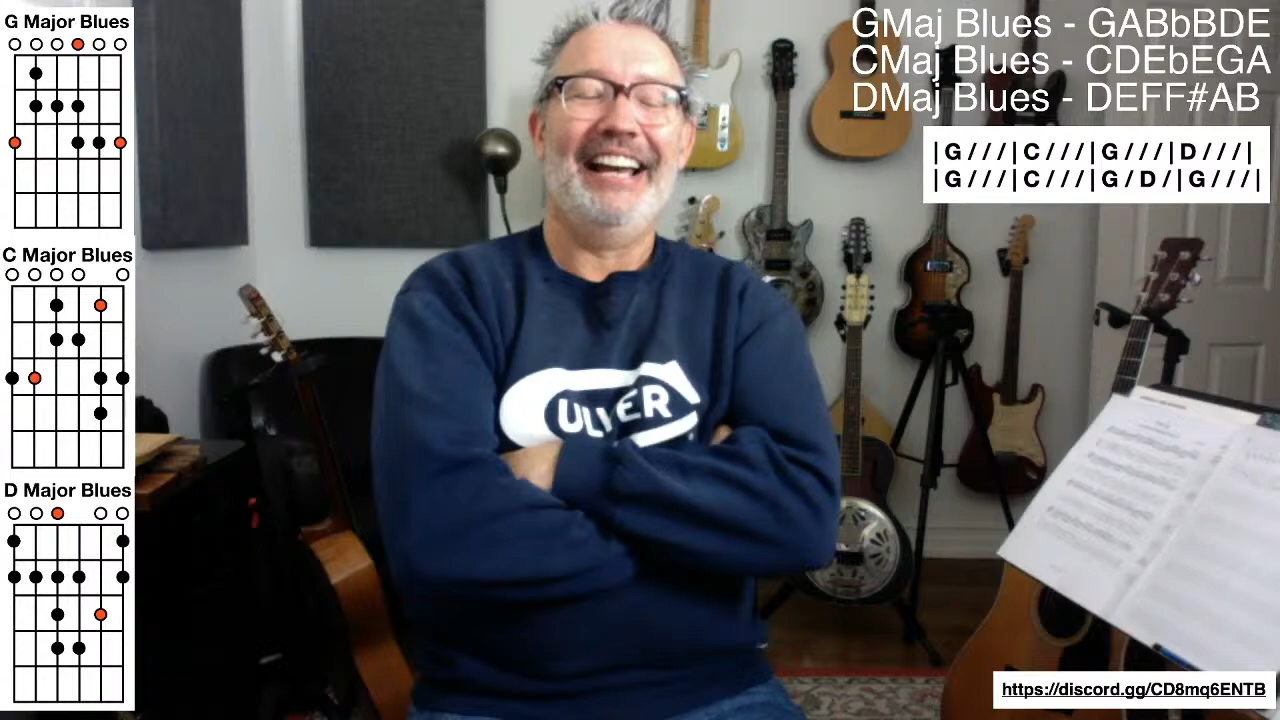 G Major Blues
C Major Blues
D Major Blues
GMaj Blues - GABbBDE
CMaj Blues - CDEbEGA
DMaj Blues - DEFF#AB
|G///|C///|G///|D///|
|G///|C///|G/D/|G///|
https://discord.gg/CD8mq6ENTB